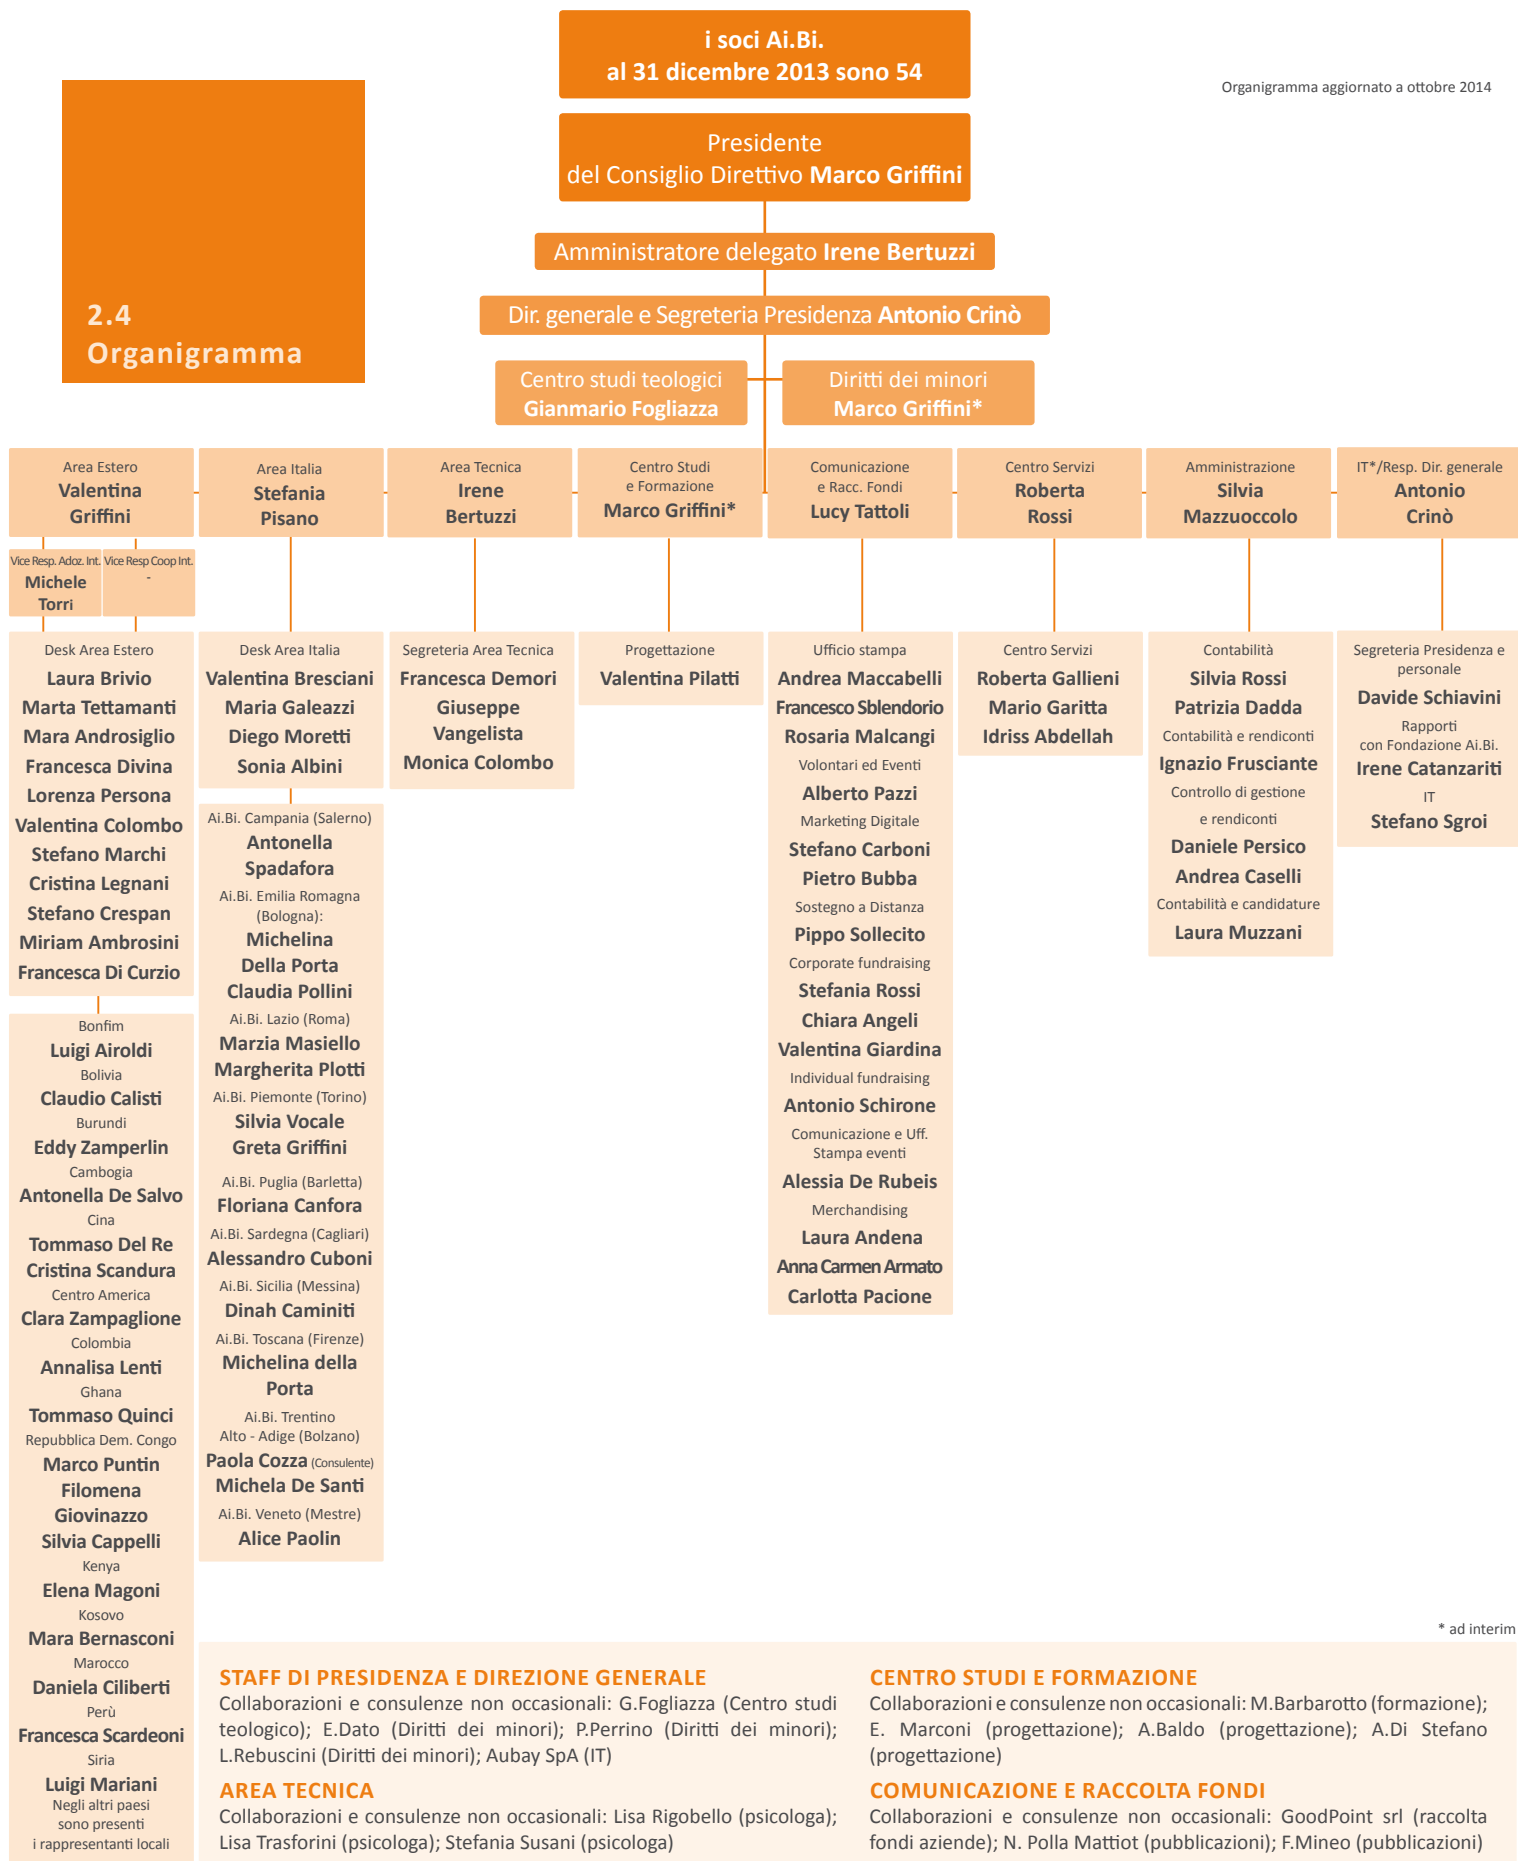 i soci Ai.Bi.
al 31 dicembre 2013 sono 54
Organigramma aggiornato a ottobre 2014
2.4
Organigramma
Presidente
del Consiglio Direttivo Marco Griffini
Amministratore delegato Irene Bertuzzi
Dir. generale e Segreteria Presidenza Antonio Crinò
Centro studi teologici
Gianmario Fogliazza
Diritti dei minori
Marco Griffini*
Area Estero
Valentina
Griffini
Area Italia
Stefania
Pisano
Area Tecnica
Irene
Bertuzzi
Centro Studi
e Formazione
Marco Griffini*
Comunicazione
e Racc. Fondi
Lucy Tattoli
Centro Servizi
Roberta
Rossi
Amministrazione
Silvia
Mazzuoccolo
IT*/Resp. Dir. generale
Antonio
Crinò
Vice Resp. Adoz. Int.
Michele
Torri
Vice Resp Coop Int.
-
Desk Area Estero
Laura Brivio
Marta Tettamanti
Mara Androsiglio
Francesca Divina
Lorenza Persona
Valentina Colombo
Stefano Marchi
Cristina Legnani
Stefano Crespan
Miriam Ambrosini
Francesca Di Curzio
Bonfim
Luigi Airoldi
Bolivia
Claudio Calisti
Burundi
Eddy Zamperlin
Cambogia
Antonella De Salvo
Cina
Tommaso Del Re
Cristina Scandura
Centro America
Clara Zampaglione
Colombia
Annalisa Lenti
Ghana
Tommaso Quinci
Repubblica Dem. Congo
Marco Puntin
Filomena
Giovinazzo
Silvia Cappelli
Kenya
Elena Magoni
Kosovo
Mara Bernasconi
Marocco
Daniela Ciliberti
Perù
Francesca Scardeoni
Siria
Luigi Mariani
Negli altri paesi
sono presenti
i rappresentanti locali
Desk Area Italia
Valentina Bresciani
Maria Galeazzi
Diego Moretti
Sonia Albini
Ai.Bi. Campania (Salerno)
Antonella
Spadafora
Ai.Bi. Emilia Romagna
(Bologna):
Michelina
Della Porta
Claudia Pollini
Ai.Bi. Lazio (Roma)
Marzia Masiello
Margherita Plotti
Ai.Bi. Piemonte (Torino)
Silvia Vocale
Greta Griffini
Ai.Bi. Puglia (Barletta)
Floriana Canfora
Ai.Bi. Sardegna (Cagliari)
Alessandro Cuboni
Ai.Bi. Sicilia (Messina)
Dinah Caminiti
Ai.Bi. Toscana (Firenze)
Michelina della
Porta
Ai.Bi. Trentino
Alto - Adige (Bolzano)
Paola Cozza (Consulente)
Michela De Santi
Ai.Bi. Veneto (Mestre)
Alice Paolin
Segreteria Area Tecnica
Francesca Demori
Giuseppe
Vangelista
Monica Colombo
Progettazione
Valentina Pilatti
Ufficio stampa
Andrea Maccabelli
Francesco Sblendorio
Rosaria Malcangi
Volontari ed Eventi
Alberto Pazzi
Marketing Digitale
Stefano Carboni
Pietro Bubba
Sostegno a Distanza
Pippo Sollecito
Corporate fundraising
Stefania Rossi
Chiara Angeli
Valentina Giardina
Individual fundraising
Antonio Schirone
Comunicazione e Uff.
Stampa eventi
Alessia De Rubeis
Merchandising
Laura Andena
Anna Carmen Armato
Carlotta Pacione
Centro Servizi
Roberta Gallieni
Mario Garitta
Idriss Abdellah
Contabilità
Silvia Rossi
Patrizia Dadda
Contabilità e rendiconti
Ignazio Frusciante
Controllo di gestione
e rendiconti
Daniele Persico
Andrea Caselli
Contabilità e candidature
Laura Muzzani
Segreteria Presidenza e
personale
Davide Schiavini
Rapporti
con Fondazione Ai.Bi.
Irene Catanzariti
IT
Stefano Sgroi
* ad interim
STAFF DI PRESIDENZA E DIREZIONE GENERALE
Collaborazioni e consulenze non occasionali: G.Fogliazza (Centro studi
teologico); E.Dato (Diritti dei minori); P.Perrino (Diritti dei minori);
L.Rebuscini (Diritti dei minori); Aubay SpA (IT)
AREA TECNICA
Collaborazioni e consulenze non occasionali: Lisa Rigobello (psicologa);
Lisa Trasforini (psicologa); Stefania Susani (psicologa)
CENTRO STUDI E FORMAZIONE
Collaborazioni e consulenze non occasionali: M.Barbarotto (formazione);
E. Marconi (progettazione); A.Baldo (progettazione); A.Di Stefano
(progettazione)
COMUNICAZIONE E RACCOLTA FONDI
Collaborazioni e consulenze non occasionali: GoodPoint srl (raccolta
fondi aziende); N. Polla Mattiot (pubblicazioni); F.Mineo (pubblicazioni)